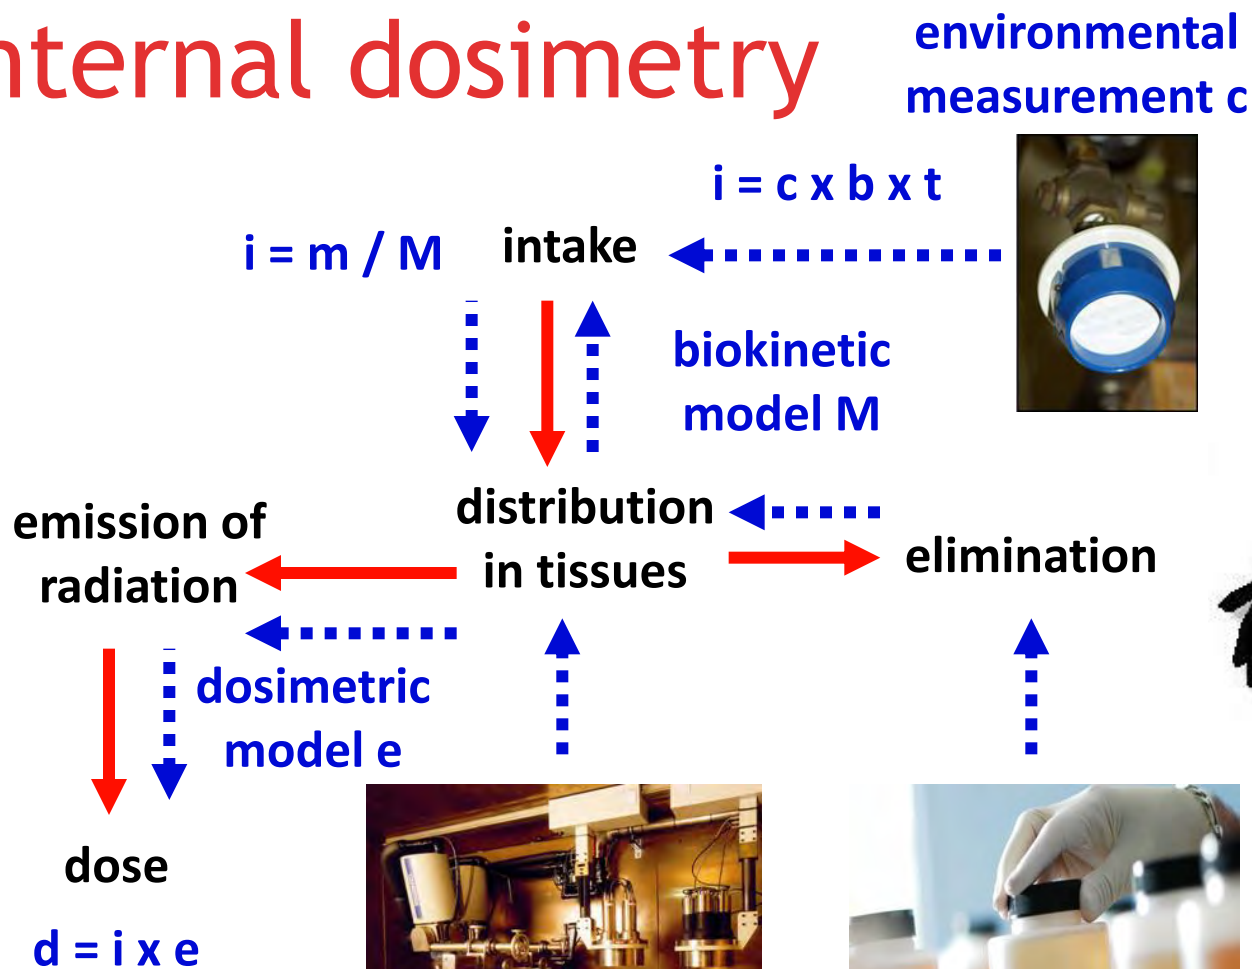 nternal dosimetry
environmental
measurement c
i = c x b x t
i = m / M
intake
biokinetic
model M
emission of
radiation
distribution
in tissues
elimination
dosimetric
model e
dose
d = i x e